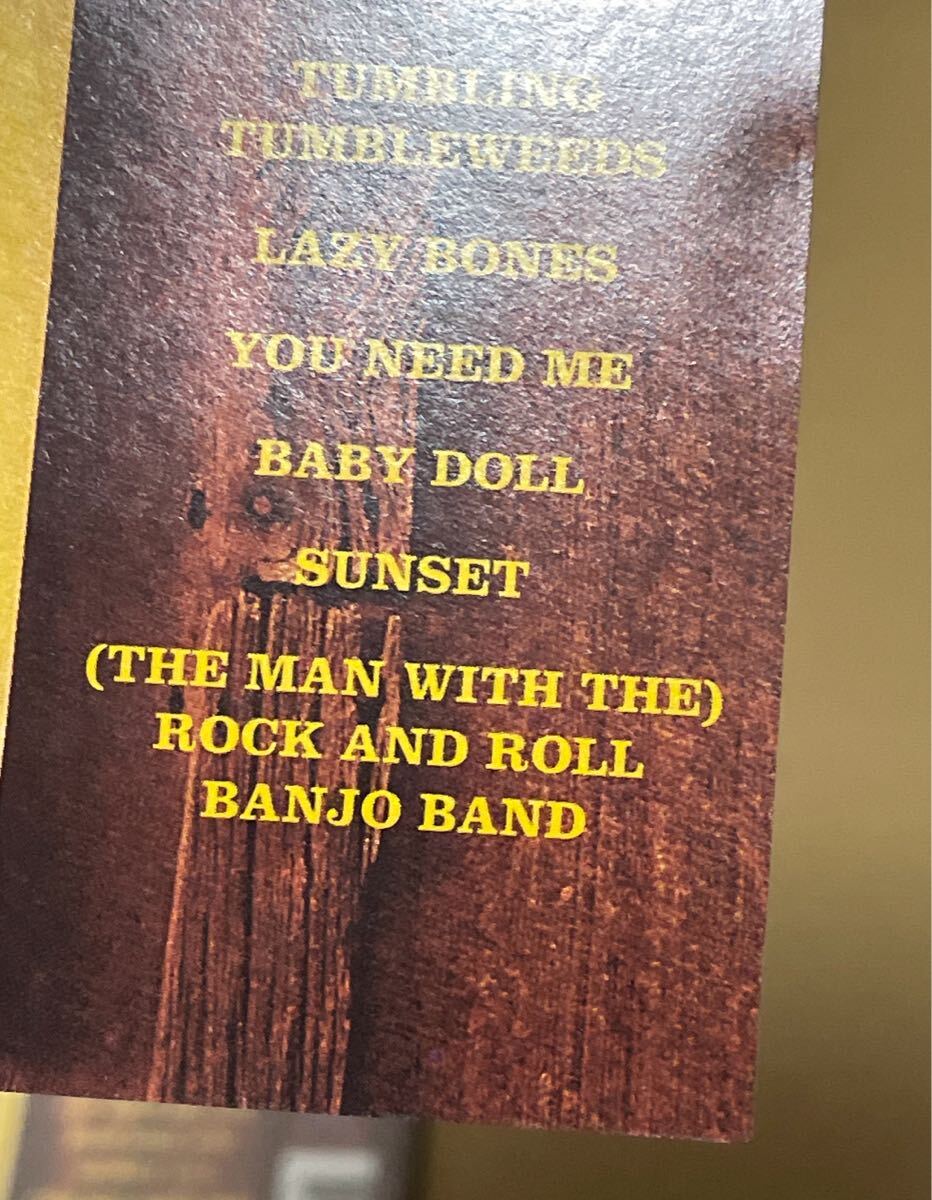 TUMBLING
TUMBLEWEEDS
LAZY BONES
YOU NEED ME
BABY DOLL
SUNSET
(THE MAN WITH THE)
ROCK AND ROLL
BANJO BAND